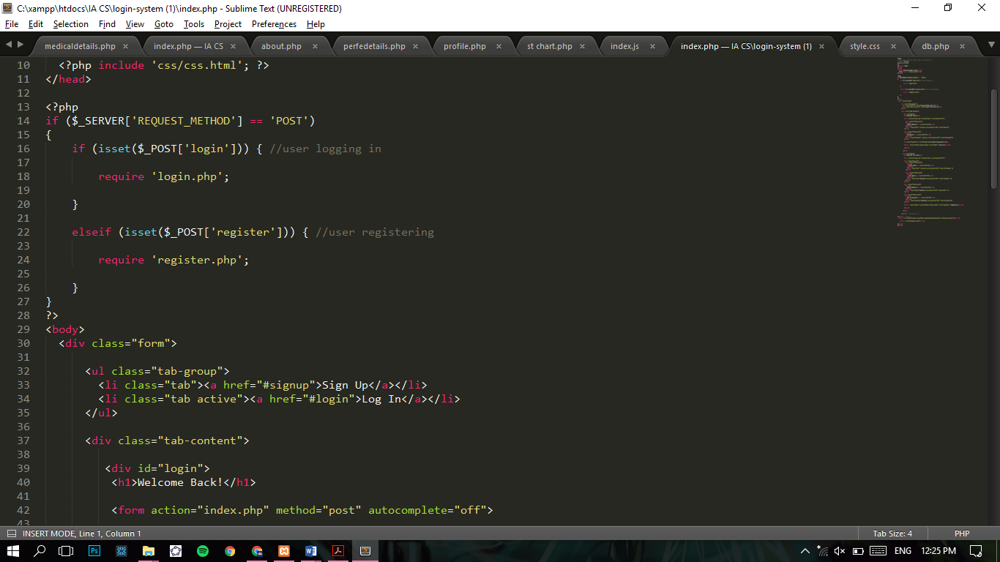 C:\xampp\htdocs\IA CS\login-system (1)\index.php - Sublime Text (UNREGISTERED)
File Edit Selection Find View Goto Tools Project Preferences Help
medicaldetails.php × index.php — IA CS × about.php × perfedetails.php × profile.php × st chart.php × index.js × index.php — IA CS\login-system (1) × style.css × db.php ×
10 <?php include 'css/css.html'; ?>
11 </head>
12
13 <?php
14 if ($_SERVER['REQUEST_METHOD'] == 'POST')
15 {
16 if (isset($_POST['login'])) { //user logging in
17
18 require 'login.php';
19
20 }
21
22 elseif (isset($_POST['register'])) { //user registering
23
24 require 'register.php';
25
26 }
27 }
28 ?>
29 <body>
30 <div class="form">
31
32 <ul class="tab-group">
33 <li class="tab"><a href="#signup">Sign Up</a></li>
34 <li class="tab active"><a href="#login">Log In</a></li>
35 </ul>
36
37 <div class="tab-content">
38
39 <div id="login">
40 <h1>Welcome Back!</h1>
41
42 <form action="index.php" method="post" autocomplete="off">
43
INSERT MODE, Line 1, Column 1 Tab Size: 4 PHP
Ps W S ENG 12:25 PM